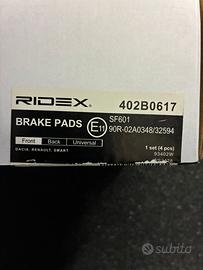 RIDEX 402B0617
BRAKE PADS E11 SF601
90R-02A0348/32594
Front Back Universal 1 set (4 pcs)
93402W
DACIA, RENAULT, SMART
subito